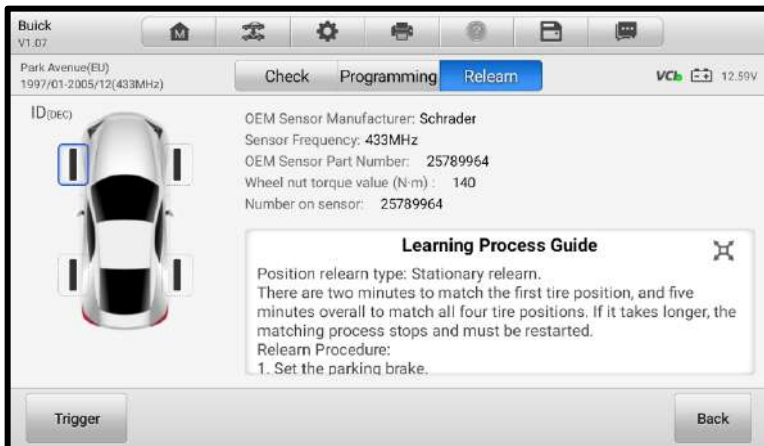 Buick
V1.07
M
Park Avenue(EU)
1997/01-2005/12(433MHz)
Check
Programming
Relearn
VCI
12.59V
ID(DEC)
OEM Sensor Manufacturer: Schrader
Sensor Frequency: 433MHz
OEM Sensor Part Number: 25789964
Wheel nut torque value (N·m) : 140
Number on sensor: 25789964
Learning Process Guide
Position relearn type: Stationary relearn.
There are two minutes to match the first tire position, and five
minutes overall to match all four tire positions. If it takes longer, the
matching process stops and must be restarted.
Relearn Procedure:
1. Set the parking brake.
Trigger
Back